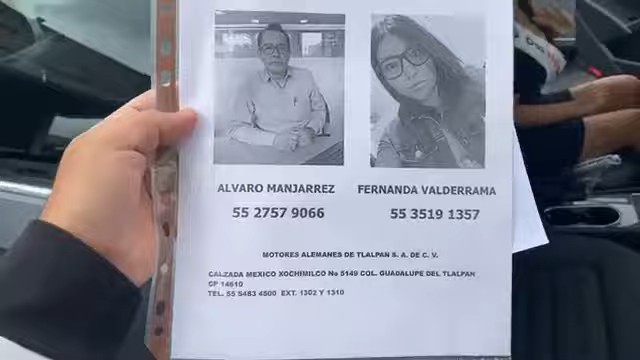 ALVARO MANJARREZ
55 2757 9066
FERNANDA VALDERRAMA
55 3519 1357
MOTORES ALEMANES DE TLALPAN S. A. DE C. V.
CALZADA MEXICO XOCHIMILCO No 5149 COL. GUADALUPE DEL TLALPAN
CP 14610
TEL. 55 5483 4500 EXT. 1302 Y 1310